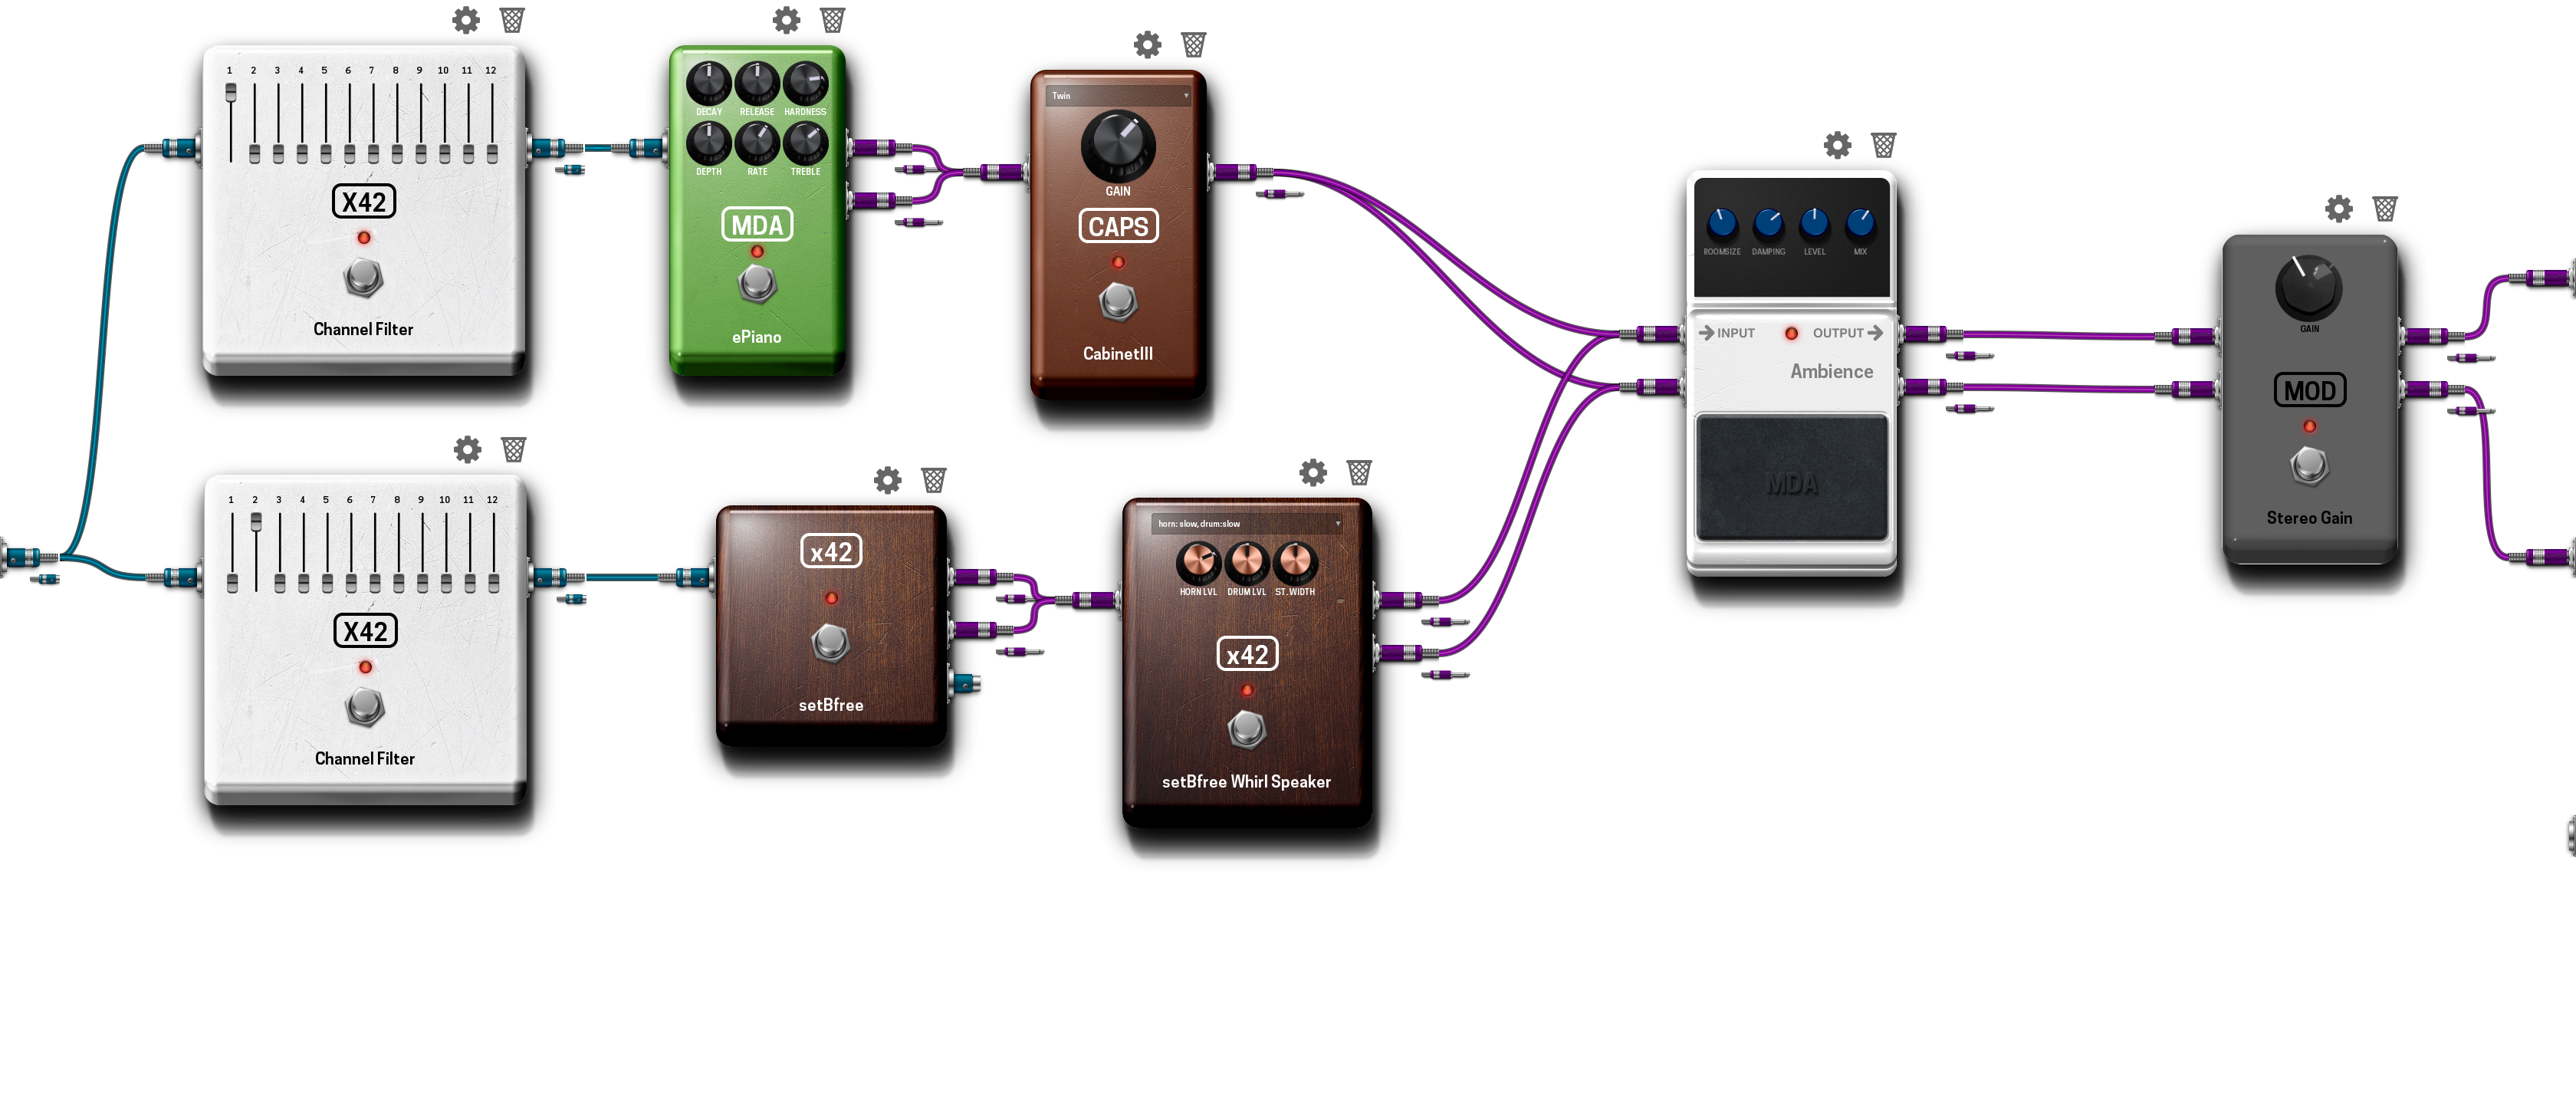 1 2 3 4 5 6 7 8 9 10 11 12
X42
Channel Filter
DECAY RELEASE HARDNESS
DEPTH RATE TREBLE
MDA
ePiano
Twin
GAIN
CAPS
CabinetIII
ROOMSIZE DAMPING LEVEL MIX
INPUT OUTPUT
Ambience
MDA
GAIN
MOD
Stereo Gain
1 2 3 4 5 6 7 8 9 10 11 12
X42
Channel Filter
x42
setBfree
horn: slow, drum:slow
HORN LVL DRUM LVL ST.WIDTH
x42
setBfree Whirl Speaker